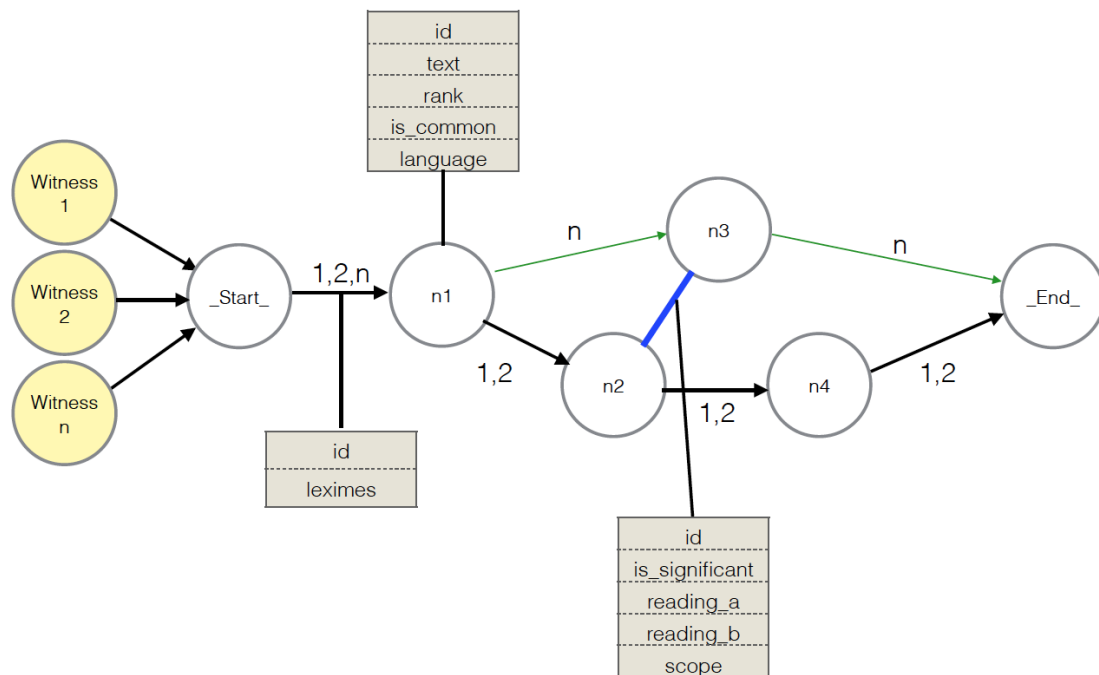 id
text
rank
is_common
language
Witness
1
Witness
2
Witness
n
_Start_
1,2,n
n1
n
n3
n
_End_
1,2
n2
1,2
n4
1,2
id
leximes
id
is_significant
reading_a
reading_b
scope